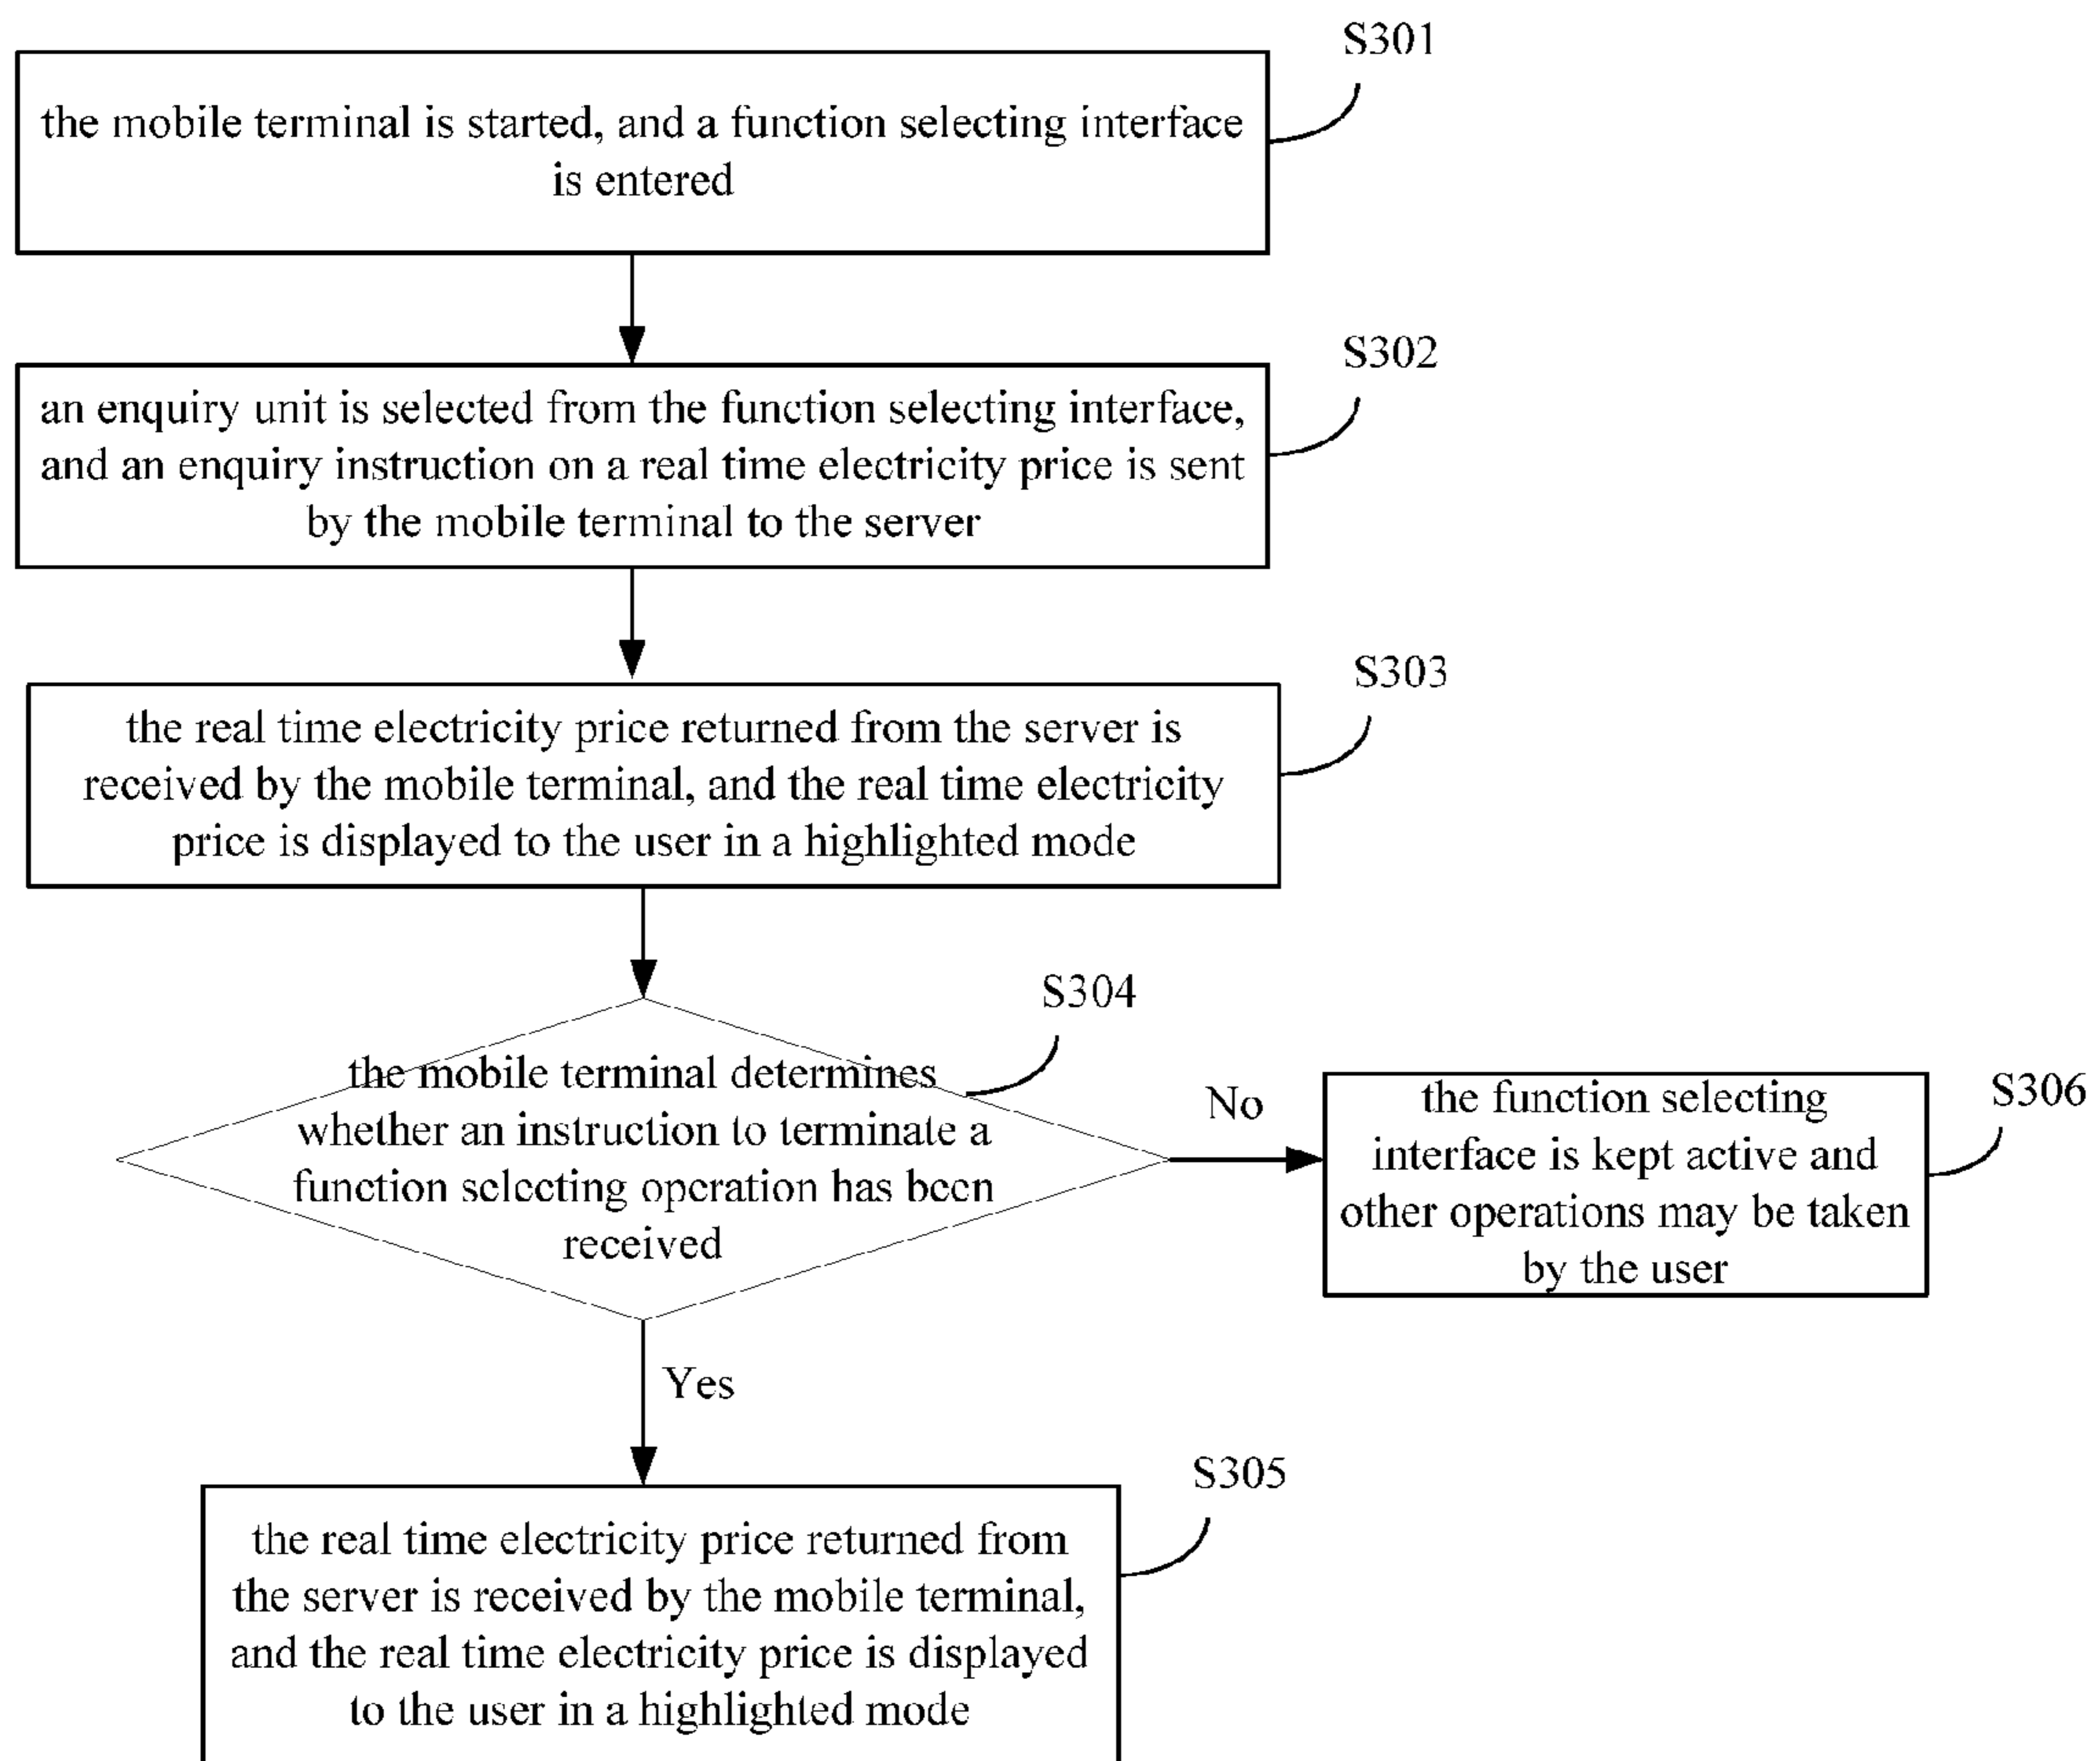 S301
the mobile terminal is started, and a function selecting interface
is entered
S302
an enquiry unit is selected from the function selecting interface,
and an enquiry instruction on a real time electricity price is sent
by the mobile terminal to the server
S303
the real time electricity price returned from the server is
received by the mobile terminal, and the real time electricity
price is displayed to the user in a highlighted mode
S304
the mobile terminal determines
whether an instruction to terminate a
function selecting operation has been
received
No
S306
the function selecting
interface is kept active and
other operations may be taken
by the user
Yes
S305
the real time electricity price returned from
the server is received by the mobile terminal,
and the real time electricity price is displayed
to the user in a highlighted mode